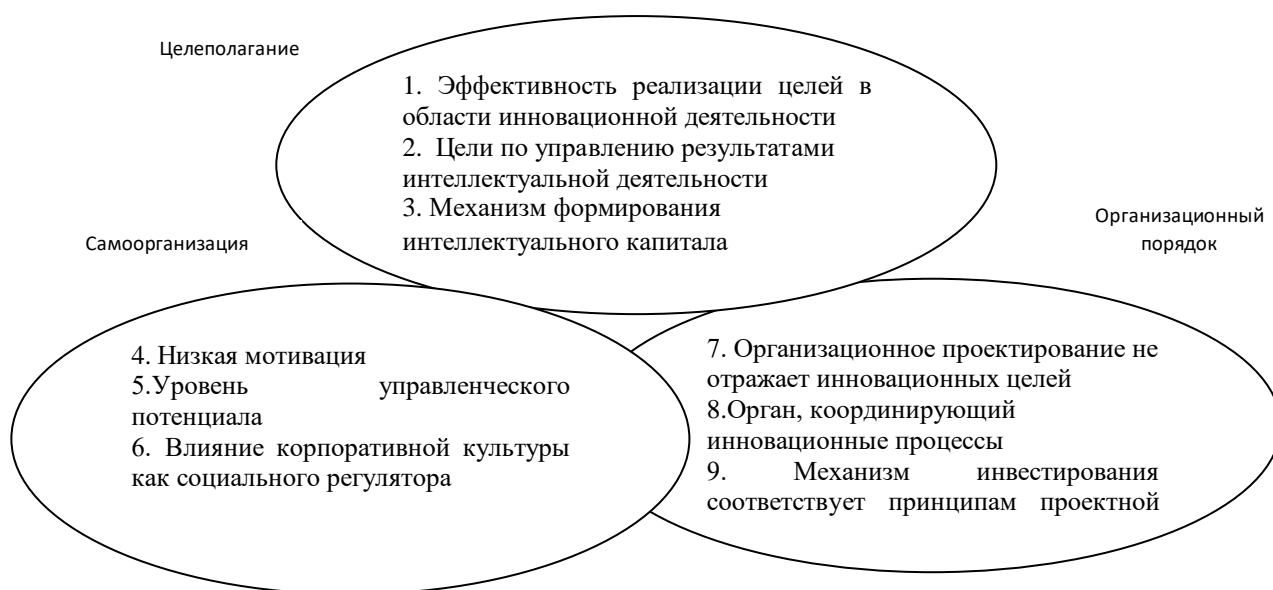 Целеполагание
1. Эффективность реализации целей в
области инновационной деятельности
2. Цели по управлению результатами
интеллектуальной деятельности
3. Механизм формирования
интеллектуального капитала
Организационный
порядок
Самоорганизация
4. Низкая мотивация
5.Уровень управленческого
потенциала
6. Влияние корпоративной культуры
как социального регулятора
7. Организационное проектирование не
отражает инновационных целей
8.Орган, координирующий
инновационные процессы
9. Механизм инвестирования
соответствует принципам проектной